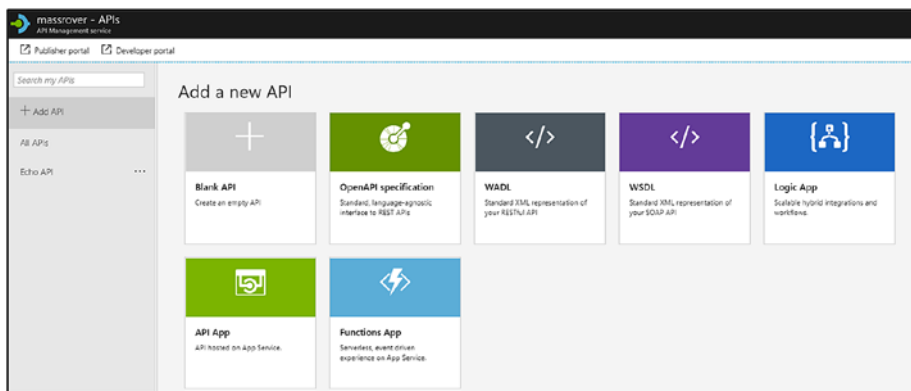 massrover - APIs
API Management service
Publisher portal
Developer portal
Search my APIs
Add API
All APIs
Echo API
Add a new API
Blank API
Create an empty API
OpenAPI specification
Standard, language-agnostic
interface to REST APIs
WADL
Standard XML representation of
your RESTful API
WSDL
Standard XML representation of
your SOAP API
Logic App
Scalable hybrid integrations and
workflows.
API App
API hosted on App Service.
Functions App
Serverless, event driven
experience on App Service.